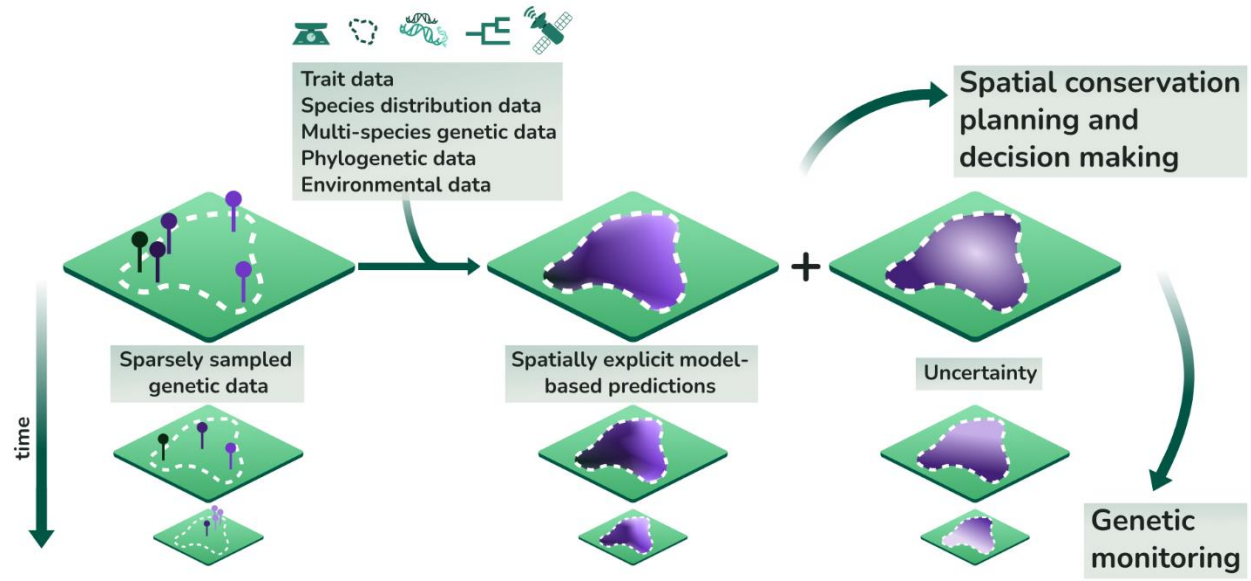 Trait data
Species distribution data
Multi-species genetic data
Phylogenetic data
Environmental data
Spatial conservation
planning and
decision making
+
Sparsely sampled
genetic data
Spatially explicit model-
based predictions
Uncertainty
time
Genetic
monitoring